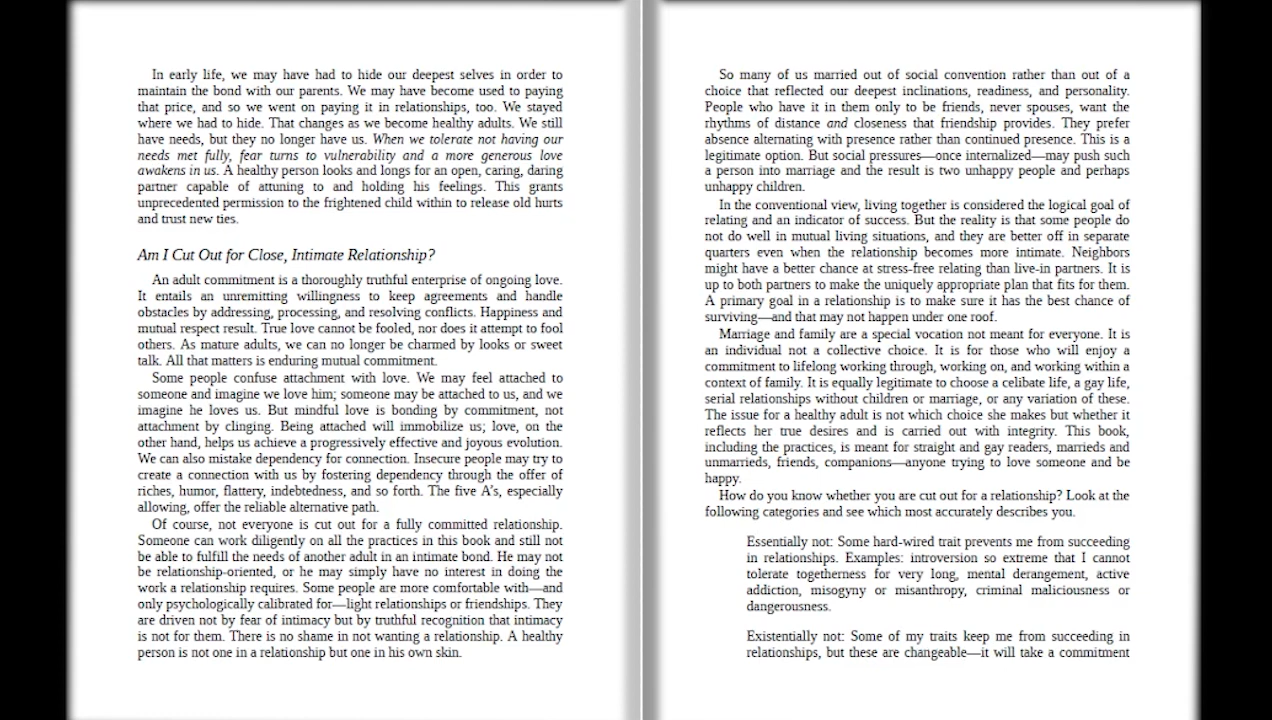 In early life, we may have had to hide our deepest selves in order to
maintain the bond with our parents. We may have become used to paying
that price, and so we went on paying it in relationships, too. We stayed
where we had to hide. That changes as we become healthy adults. We still
have needs, but they no longer have us. When we tolerate not having our
needs met fully, fear turns to vulnerability and a more generous love
awakens in us. A healthy person looks and longs for an open, caring, daring
partner capable of attuning to and holding his feelings. This grants
unprecedented permission to the frightened child within to release old hurts
and trust new ties.
Am I Cut Out for Close, Intimate Relationship?
An adult commitment is a thoroughly truthful enterprise of ongoing love.
It entails an unremitting willingness to keep agreements and handle
obstacles by addressing, processing, and resolving conflicts. Happiness and
mutual respect result. True love cannot be fooled, nor does it attempt to fool
others. As mature adults, we can no longer be charmed by looks or sweet
talk. All that matters is enduring mutual commitment.
Some people confuse attachment with love. We may feel attached to
someone and imagine we love him; someone may be attached to us, and we
imagine he loves us. But mindful love is bonding by commitment, not
attachment by clinging. Being attached will immobilize us; love, on the
other hand, helps us achieve a progressively effective and joyous evolution.
We can also mistake dependency for connection. Insecure people may try to
create a connection with us by fostering dependency through the offer of
riches, humor, flattery, indebtedness, and so forth. The five A's, especially
allowing, offer the reliable alternative path.
Of course, not everyone is cut out for a fully committed relationship.
Someone can work diligently on all the practices in this book and still not
be able to fulfill the needs of another adult in an intimate bond. He may not
be relationship-oriented, or he may simply have no interest in doing the
work a relationship requires. Some people are more comfortable with—and
only psychologically calibrated for—light relationships or friendships. They
are driven not by fear of intimacy but by truthful recognition that intimacy
is not for them. There is no shame in not wanting a relationship. A healthy
person is not one in a relationship but one in his own skin.
So many of us married out of social convention rather than out of a
choice that reflected our deepest inclinations, readiness, and personality.
People who have it in them only to be friends, never spouses, want the
rhythms of distance and closeness that friendship provides. They prefer
absence alternating with presence rather than continued presence. This is a
legitimate option. But social pressures—once internalized—may push such
a person into marriage and the result is two unhappy people and perhaps
unhappy children.
In the conventional view, living together is considered the logical goal of
relating and an indicator of success. But the reality is that some people do
not do well in mutual living situations, and they are better off in separate
quarters even when the relationship becomes more intimate. Neighbors
might have a better chance at stress-free relating than live-in partners. It is
up to both partners to make the uniquely appropriate plan that fits for them.
A primary goal in a relationship is to make sure it has the best chance of
surviving—and that may not happen under one roof.
Marriage and family are a special vocation not meant for everyone. It is
an individual not a collective choice. It is for those who will enjoy a
commitment to lifelong working through, working on, and working within a
context of family. It is equally legitimate to choose a celibate life, a gay life,
serial relationships without children or marriage, or any variation of these.
The issue for a healthy adult is not which choice she makes but whether it
reflects her true desires and is carried out with integrity. This book,
including the practices, is meant for straight and gay readers, marrieds and
unmarrieds, friends, companions—anyone trying to love someone and be
happy.
How do you know whether you are cut out for a relationship? Look at the
following categories and see which most accurately describes you.
Essentially not: Some hard-wired trait prevents me from succeeding
in relationships. Examples: introversion so extreme that I cannot
tolerate togetherness for very long, mental derangement, active
addiction, misogyny or misanthropy, criminal maliciousness or
dangerousness.
Existentially not: Some of my traits keep me from succeeding in
relationships, but these are changeable—it will take a commitment